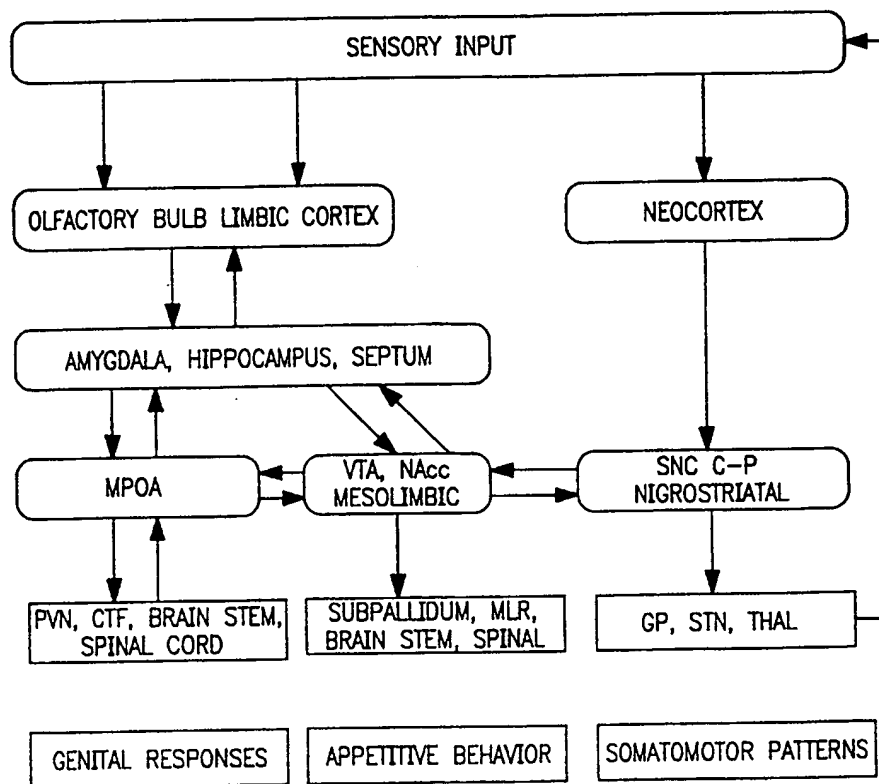 SENSORY INPUT
OLFACTORY BULB LIMBIC CORTEX
NEOCORTEX
AMYGDALA, HIPPOCAMPUS, SEPTUM
MPOA
VTA, NAcc
MESOLIMBIC
SNC C-P
NIGROSTRIATAL
PVN, CTF, BRAIN STEM,
SPINAL CORD
SUBPALLIDUM, MLR,
BRAIN STEM, SPINAL
GP, STN, THAL
GENITAL RESPONSES
APPETITIVE BEHAVIOR
SOMATOMOTOR PATTERNS